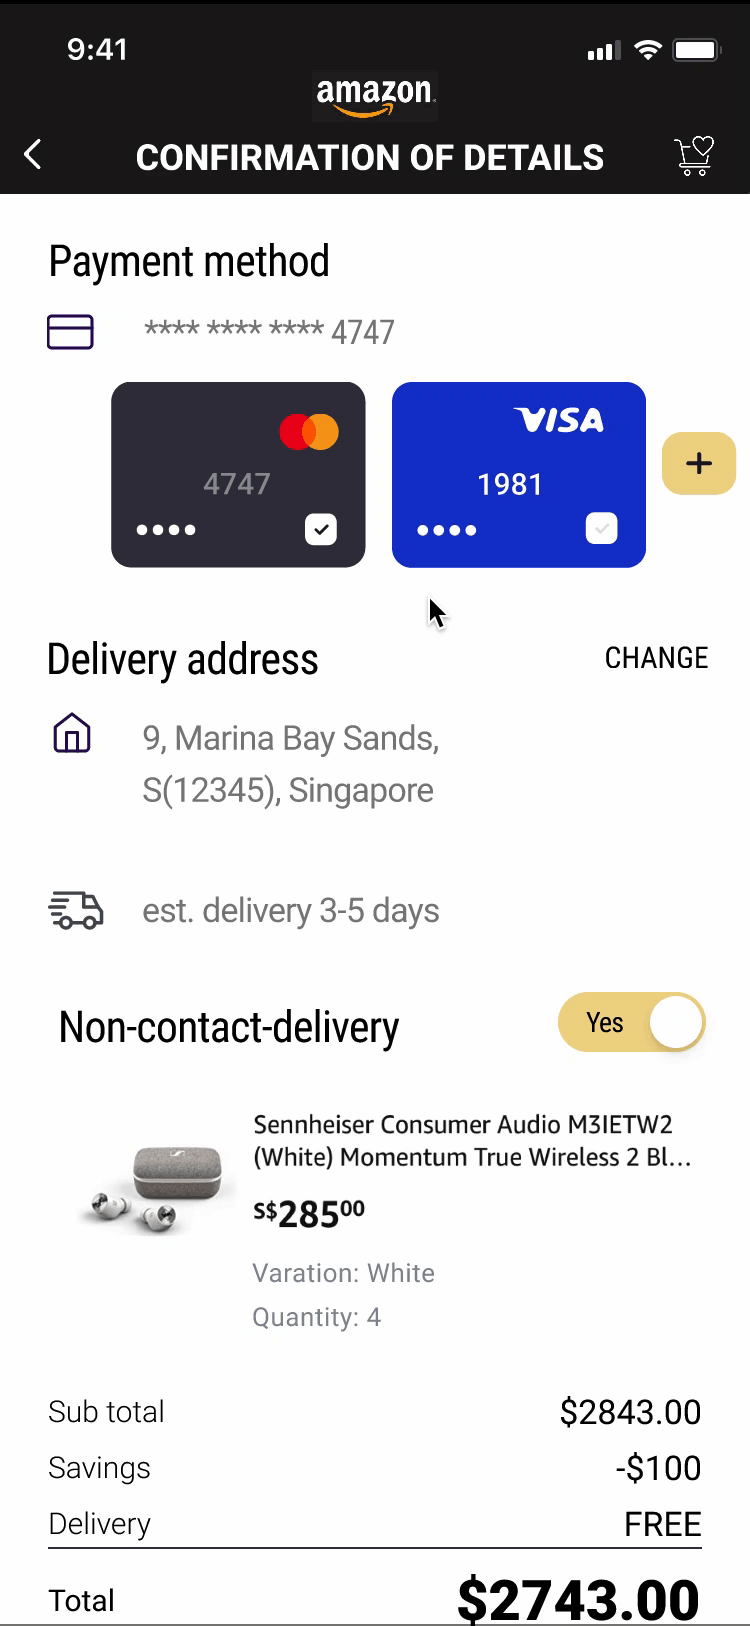 9:41
amazon
CONFIRMATION OF DETAILS
Payment method
**** **** **** 4747
VISA
4747
1981
+
Delivery address
CHANGE
9, Marina Bay Sands,
S(12345), Singapore
est. delivery 3-5 days
Non-contact-delivery
Yes
Sennheiser Consumer Audio M3IETW2
(White) Momentum True Wireless 2 Bl...
S$28500
Varation: White
Quantity: 4
Sub total $2843.00
Savings -$100
Delivery FREE
Total $2743.00